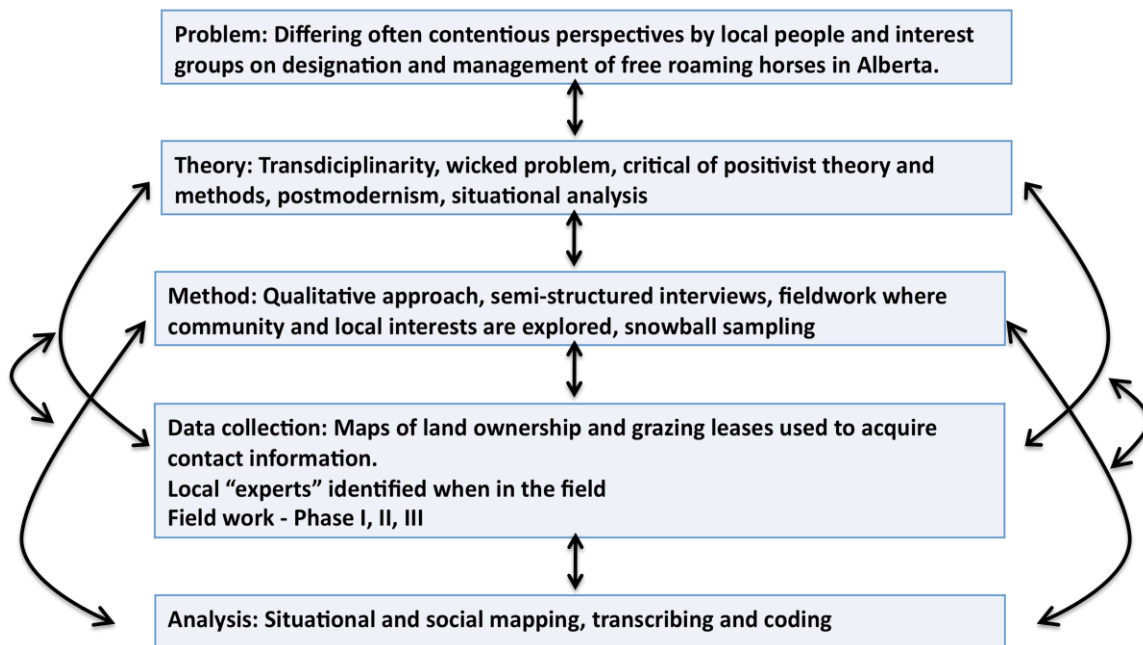 Problem: Differing often contentious perspectives by local people and interest
groups on designation and management of free roaming horses in Alberta.
Theory: Transdiciplinarity, wicked problem, critical of positivist theory and
methods, postmodernism, situational analysis
Method: Qualitative approach, semi-structured interviews, fieldwork where
community and local interests are explored, snowball sampling
Data collection: Maps of land ownership and grazing leases used to acquire
contact information.
Local “experts” identified when in the field
Field work - Phase I, II, III
Analysis: Situational and social mapping, transcribing and coding